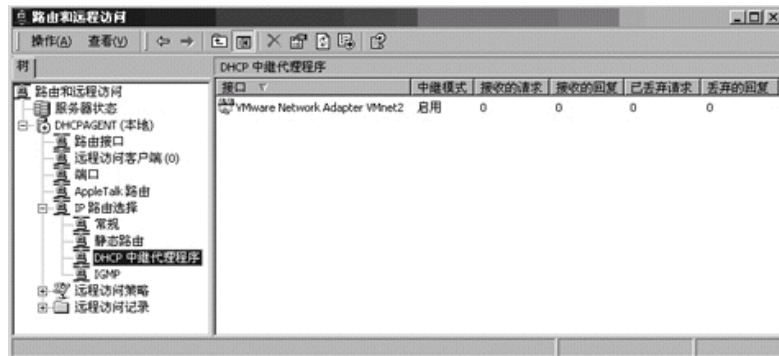 路由和远程访问
操作(A) 查看(V)
树
DHCP 中继代理程序
路由和远程访问
服务器状态
DHCPAGENT (本地)
路由接口
远程访问客户端 (0)
端口
AppleTalk 路由
IP 路由选择
常规
静态路由
DHCP 中继代理程序
IGMP
远程访问策略
远程访问记录
接口 中继模式 接收的请求 接收的回复 已丢弃请求 丢弃的回复
VMware Network Adapter VMnet2 启用 0 0 0 0